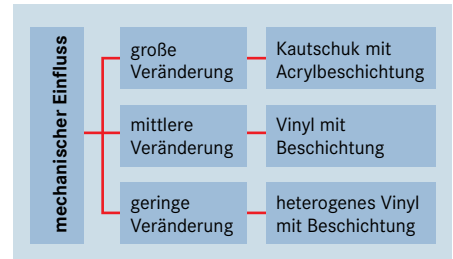 mechanischer Einfluss
große
Veränderung
Kautschuk mit
Acrylbeschichtung
mittlere
Veränderung
Vinyl mit
Beschichtung
geringe
Veränderung
heterogenes Vinyl
mit Beschichtung